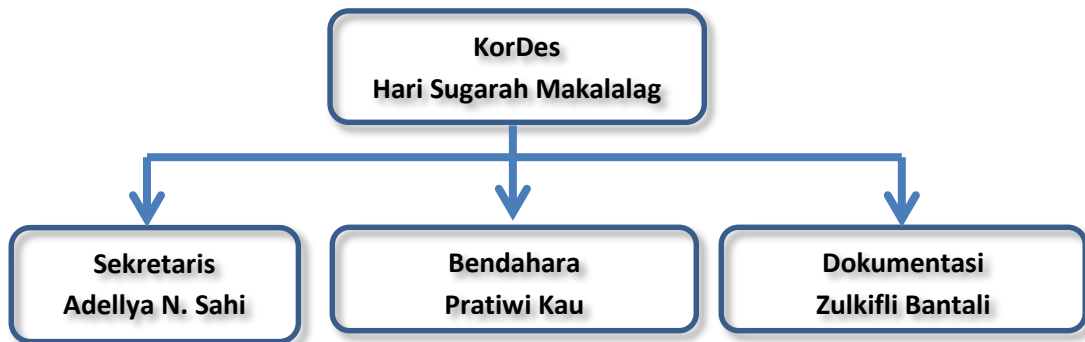 KorDes
Hari Sugarah Makalalag
Sekretaris
Adellya N. Sahi
Bendahara
Pratiwi Kau
Dokumentasi
Zulkifli Bantali